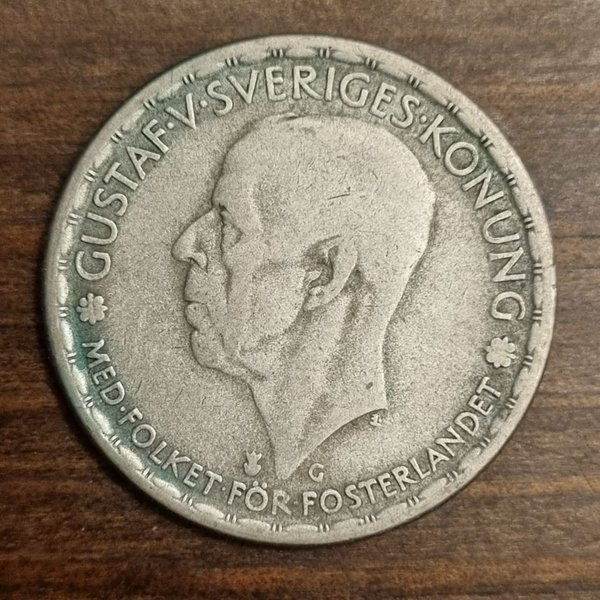 GUSTAF·V·SVERIGES·KONUNG
MED·FOLKET·FÖR FOSTERLANDET
G